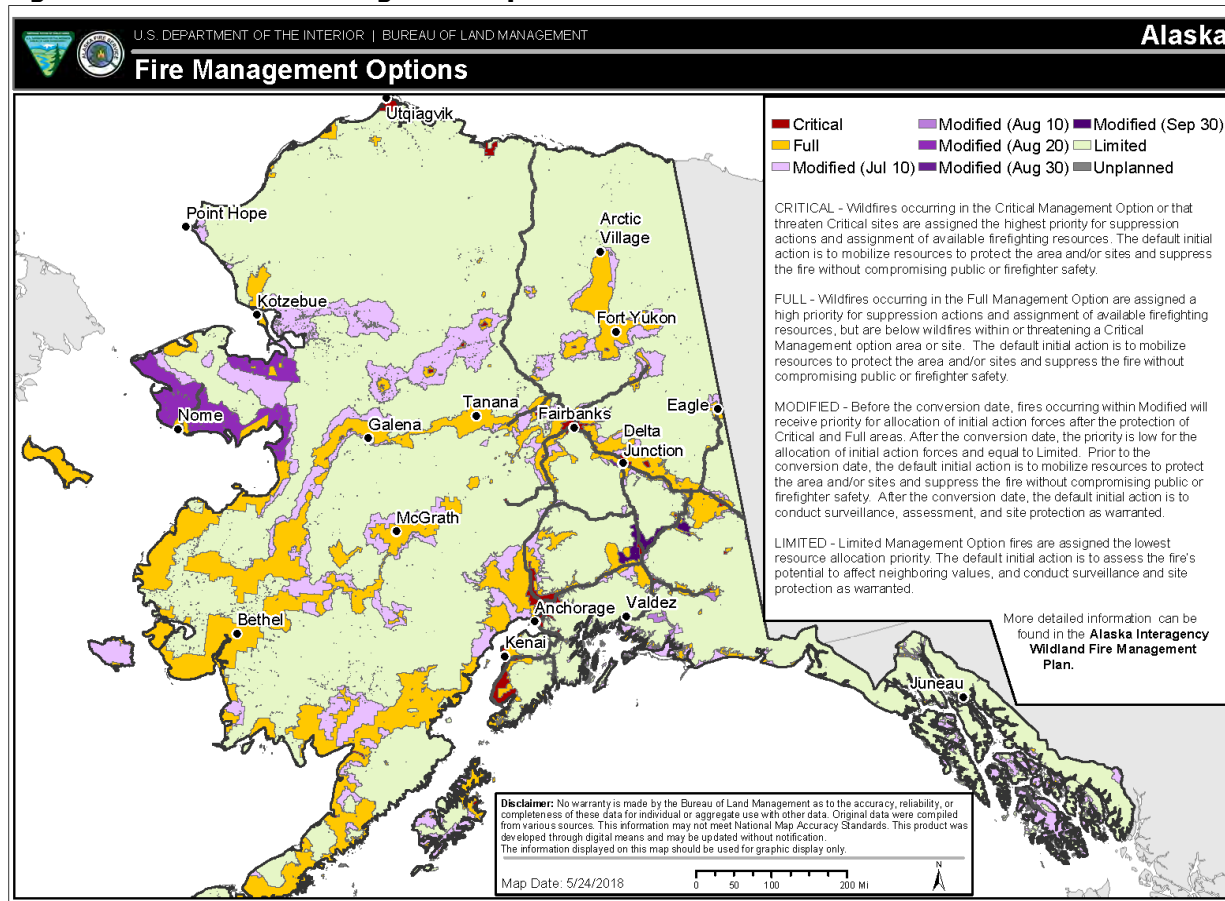 U.S. DEPARTMENT OF THE INTERIOR | BUREAU OF LAND MANAGEMENT
Alaska
Fire Management Options
Critical
Full
Modified (Jul 10)
Modified (Aug 10)
Modified (Aug 20)
Modified (Aug 30)
Modified (Sep 30)
Limited
Unplanned
CRITICAL - Wildfires occurring in the Critical Management Option or that
threaten Critical sites are assigned the highest priority for suppression
actions and assignment of available firefighting resources. The default initial
action is to mobilize resources to protect the area and/or sites and suppress
the fire without compromising public or firefighter safety.
FULL - Wildfires occurring in the Full Management Option are assigned a
high priority for suppression actions and assignment of available firefighting
resources, but are below wildfires within or threatening a Critical
Management option area or site. The default initial action is to mobilize
resources to protect the area and/or sites and suppress the fire without
compromising public or firefighter safety.
MODIFIED - Before the conversion date, fires occurring within Modified will
receive priority for allocation of initial action forces after the protection of
Critical and Full areas. After the conversion date, the priority is low for the
allocation of initial action forces and equal to Limited. Prior to the
conversion date, the default initial action is to mobilize resources to protect
the area and/or sites and suppress the fire without compromising public or
firefighter safety. After the conversion date, the default initial action is to
conduct surveillance, assessment, and site protection as warranted.
LIMITED - Limited Management Option fires are assigned the lowest
resource allocation priority. The default initial action is to assess the fire's
potential to affect neighboring values, and conduct surveillance and site
protection as warranted.
More detailed information can be
found in the Alaska Interagency
Wildland Fire Management
Plan.
Utqiagvik
Point Hope
Arctic
Village
Kotzebue
Fort Yukon
Nome
Tanana
Fairbanks
Eagle
Galena
Delta
Junction
McGrath
Bethel
Anchorage
Valdez
Kenai
Juneau
Disclaimer: No warranty is made by the Bureau of Land Management as to the accuracy, reliability, or
completeness of these data for individual or aggregate use with other data. Original data were compiled
from various sources. This information may not meet National Map Accuracy Standards. This product was
developed through digital means and may be updated without notification.
The information displayed on this map should be used for graphic display only.
Map Date: 5/24/2018
0 50 100 200 Mi
N